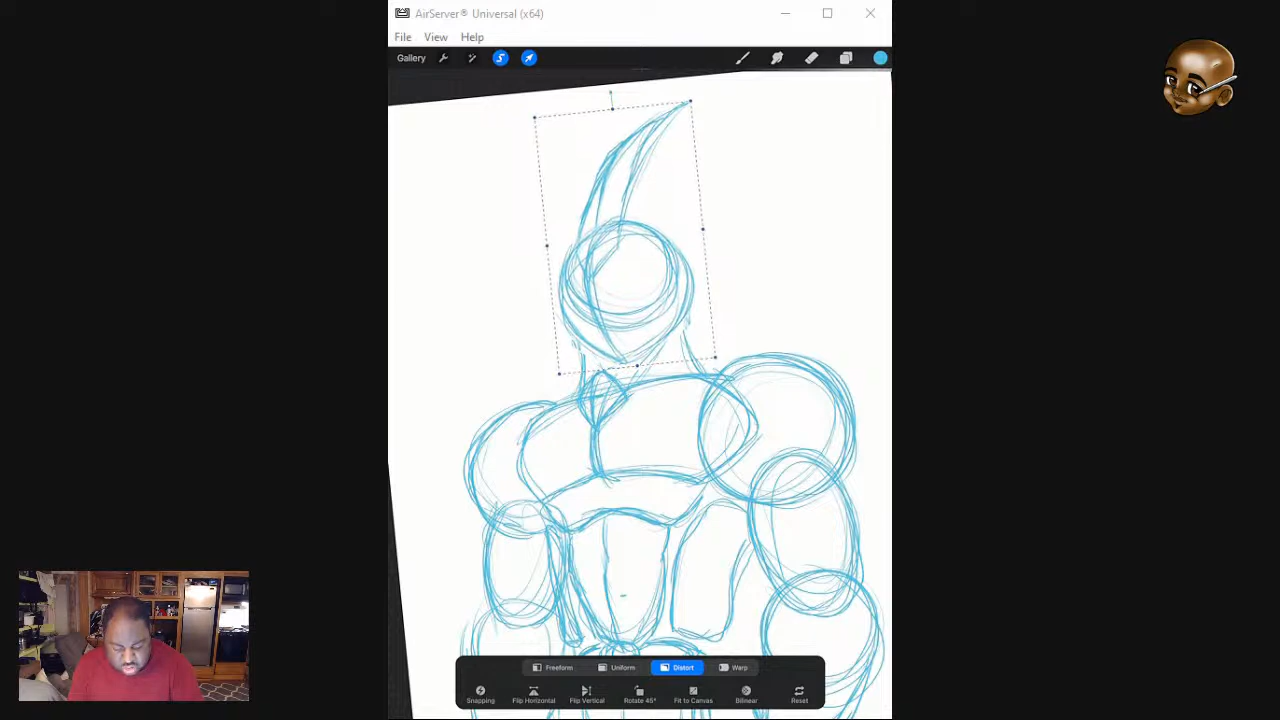 AirServer® Universal (x64)
File View Help
Gallery
Freeform Uniform Distort Warp
Snapping Flip Horizontal Flip Vertical Rotate 45° Fit to Canvas Bilinear Reset